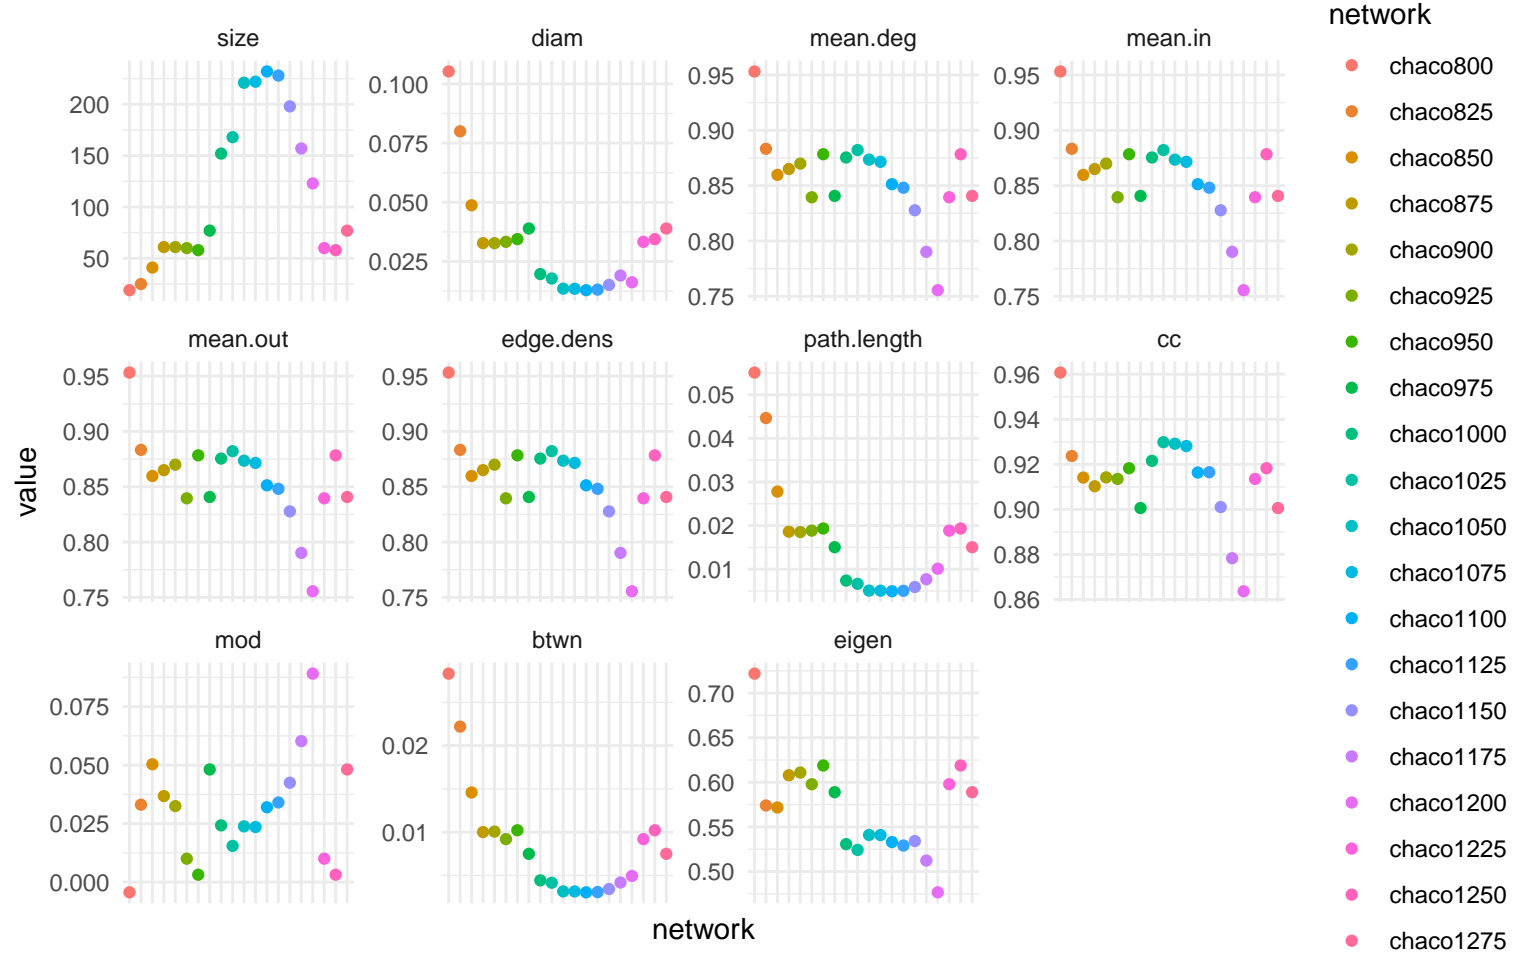 size
diam
mean.deg
mean.in
200
150
100
50
0.100
0.075
0.050
0.025
0.95
0.90
0.85
0.80
0.75
0.95
0.90
0.85
0.80
0.75
mean.out
edge.dens
path.length
cc
0.95
0.90
0.85
0.80
0.75
0.95
0.90
0.85
0.80
0.75
0.05
0.04
0.03
0.02
0.01
0.96
0.94
0.92
0.90
0.88
0.86
mod
btwn
eigen
0.075
0.050
0.025
0.000
0.02
0.01
0.70
0.65
0.60
0.55
0.50
value
network
network
chaco800
chaco825
chaco850
chaco875
chaco900
chaco925
chaco950
chaco975
chaco1000
chaco1025
chaco1050
chaco1075
chaco1100
chaco1125
chaco1150
chaco1175
chaco1200
chaco1225
chaco1250
chaco1275